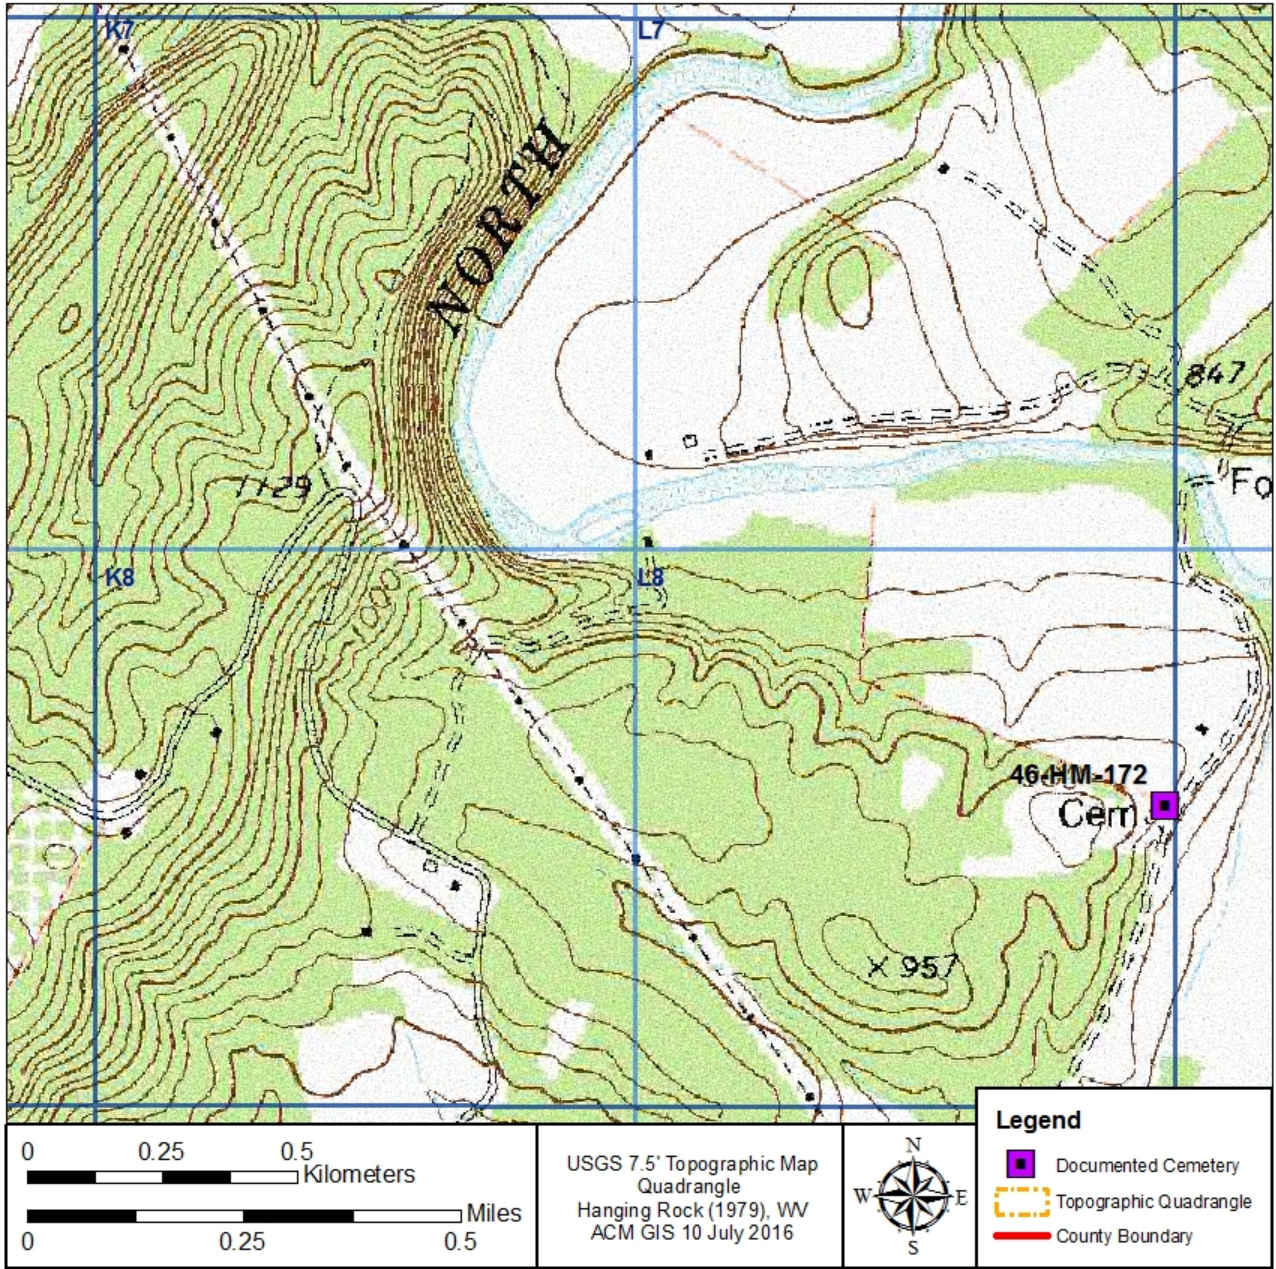 K7
L7
NORTH
847
1129
Fo
K8
L8
1000
46-HM-172
Cem
X 957
0 0.25 0.5
Kilometers
Miles
0 0.25 0.5
USGS 7.5' Topographic Map
Quadrangle
Hanging Rock (1979), WV
ACM GIS 10 July 2016
N
W E
S
Legend
Documented Cemetery
Topographic Quadrangle
County Boundary